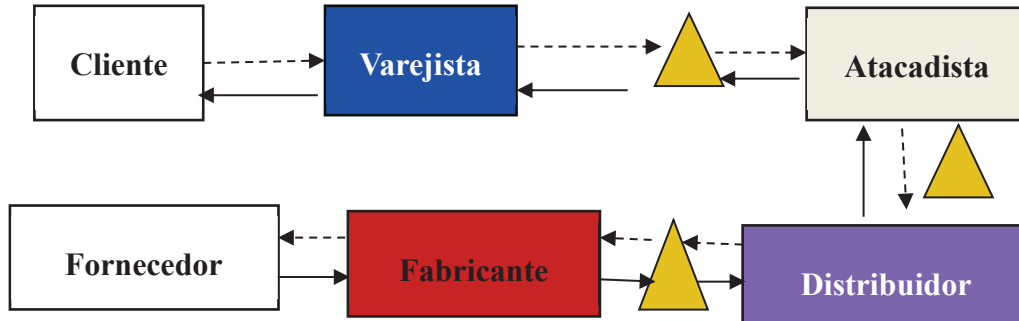 Cliente
Varejista
Atacadista
Fornecedor
Fabricante
Distribuidor